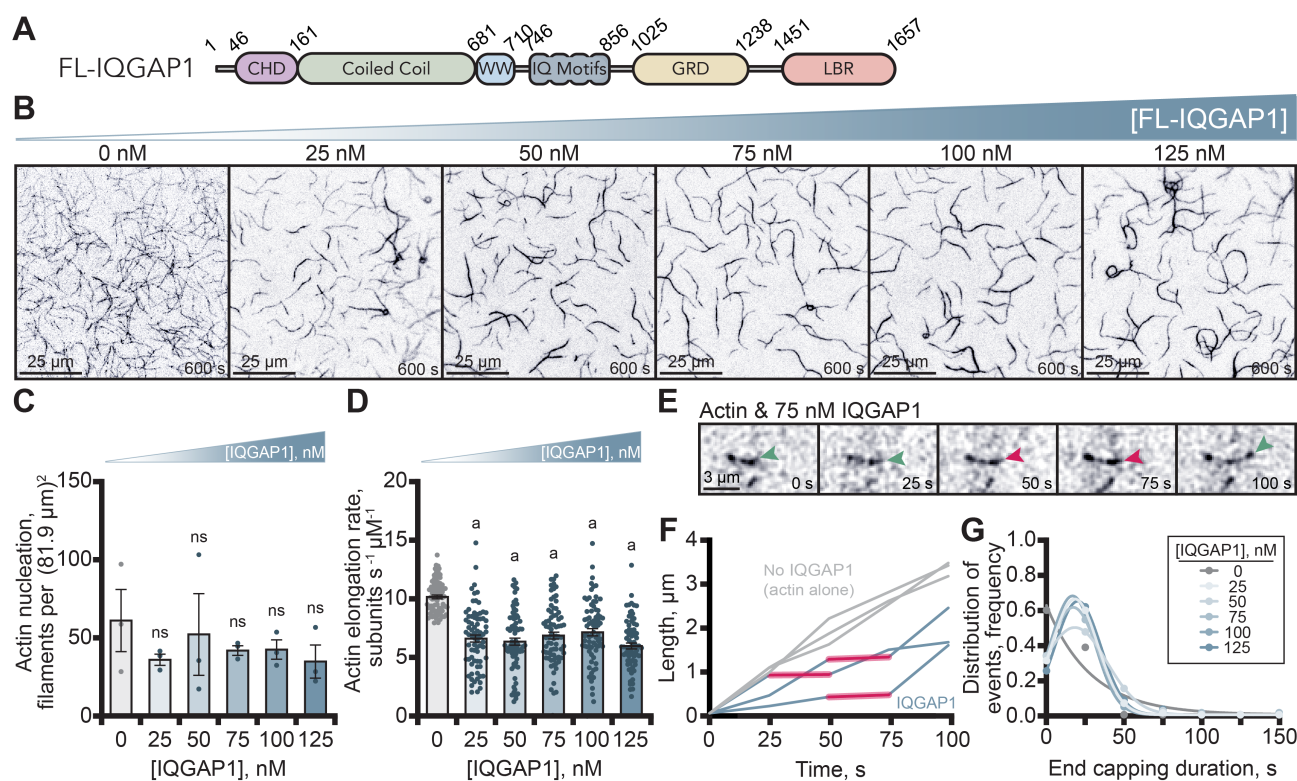 A
1 46 161 681 710 746 856 1025 1238 1451 1657
FL-IQGAP1
CHD Coiled Coil WW IQ Motifs GRD LBR
B
[FL-IQGAP1]
0 nM 25 nM 50 nM 75 nM 100 nM 125 nM
25 µm 600 s 25 µm 600 s 25 µm 600 s 25 µm 600 s 25 µm 600 s 25 µm 600 s
C
[IQGAP1], nM
Actin nucleation,
filaments per (81.9 µm)²
150
100
50
0
ns ns ns ns ns
0 25 50 75 100 125
[IQGAP1], nM
D
[IQGAP1], nM
Actin elongation rate,
subunits s⁻¹ µM⁻¹
20
15
10
5
0
a a a a a
0 25 50 75 100 125
[IQGAP1], nM
E
Actin & 75 nM IQGAP1
3 µm 0 s 25 s 50 s 75 s 100 s
F
Length, µm
4
3
2
1
0
No IQGAP1
(actin alone)
IQGAP1
0 25 50 75 100
Time, s
G
Distribution of
events, frequency
1.0
0.8
0.6
0.4
0.2
0.0
[IQGAP1], nM
0
25
50
75
100
125
0 50 100 150
End capping duration, s